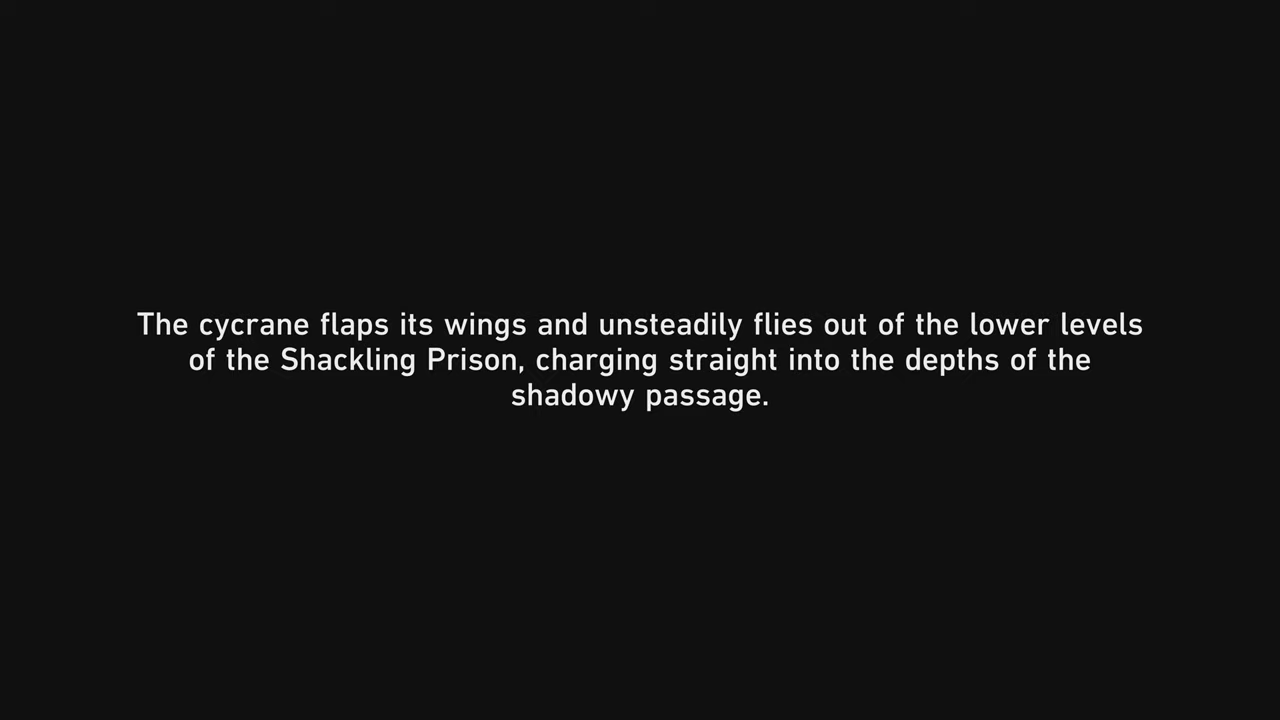 The cycrane flaps its wings and unsteadily flies out of the lower levels
of the Shackling Prison, charging straight into the depths of the
shadowy passage.